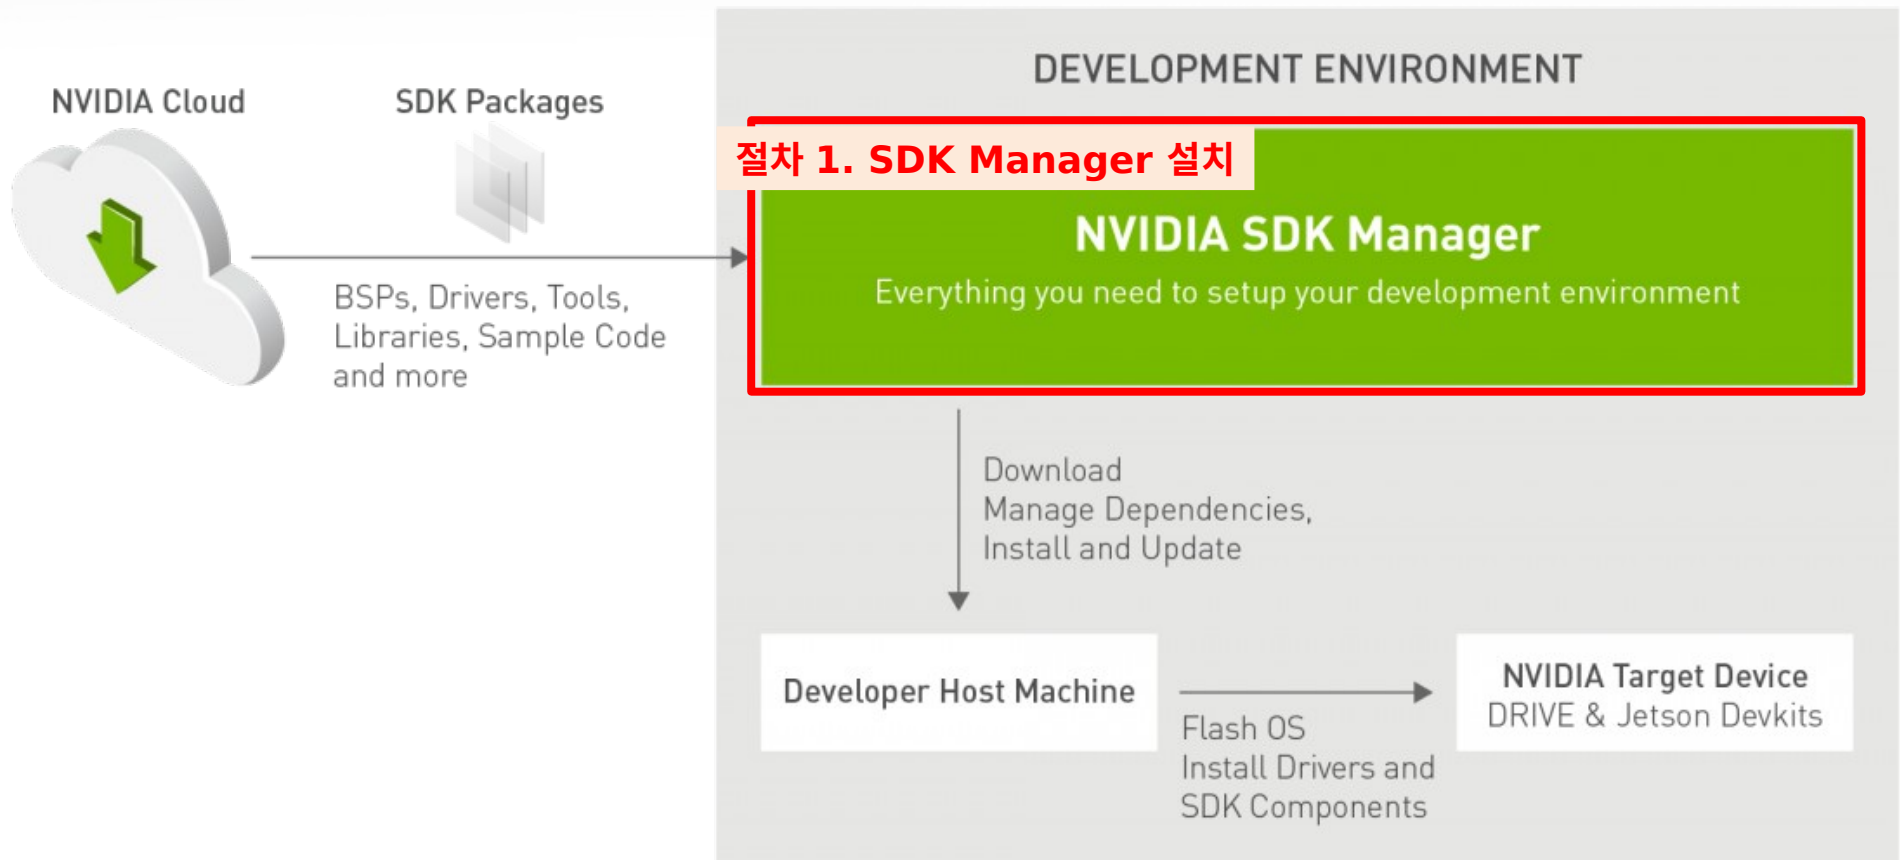 NVIDIA Cloud
SDK Packages
BSPs, Drivers, Tools,
Libraries, Sample Code
and more
DEVELOPMENT ENVIRONMENT
절차 1. SDK Manager 설치
NVIDIA SDK Manager
Everything you need to setup your development environment
Download
Manage Dependencies,
Install and Update
Developer Host Machine
Flash OS
Install Drivers and
SDK Components
NVIDIA Target Device
DRIVE & Jetson Devkits